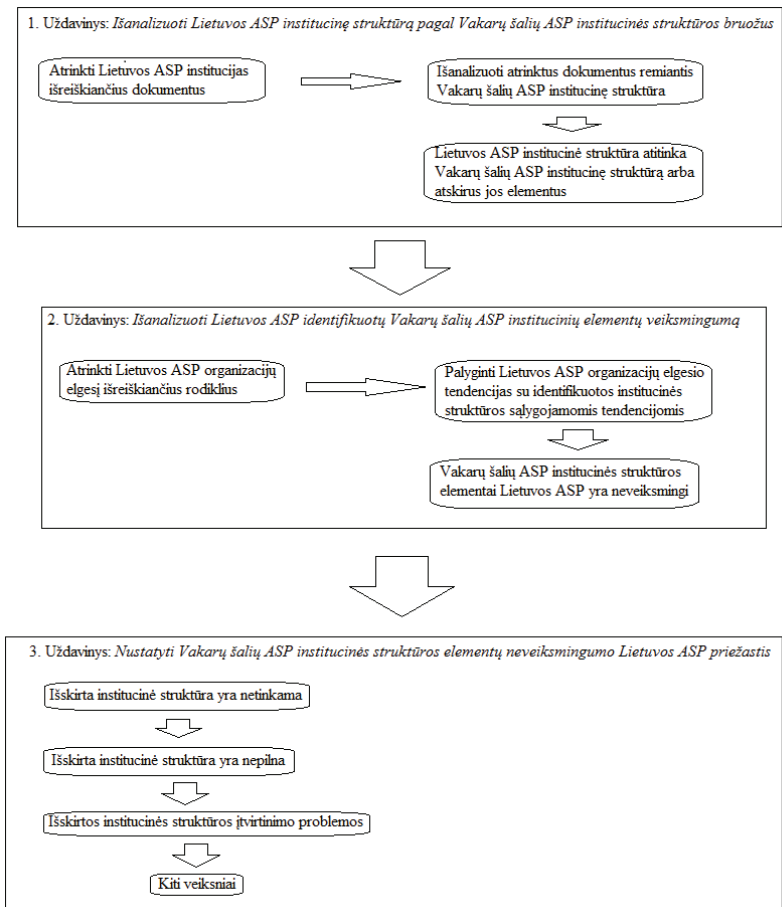 1. Uždavinys: Išanalizuoti Lietuvos ASP institucinę struktūrą pagal Vakarų šalių ASP institucinės struktūros bruožus
Atrinkti Lietuvos ASP institucijas
išreiškiančius dokumentus
Išanalizuoti atrinktus dokumentus remiantis
Vakarų šalių ASP institucinę struktūra
Lietuvos ASP institucinė struktūra atitinka
Vakarų šalių ASP institucinę struktūrą arba
atskirus jos elementus
2. Uždavinys: Išanalizuoti Lietuvos ASP identifikuotų Vakarų šalių ASP institucinių elementų veiksmingumą
Atrinkti Lietuvos ASP organizacijų
elgesį išreiškiančius rodiklius
Palyginti Lietuvos ASP organizacijų elgesio
tendencijas su identifikuotos institucinės
struktūros sąlygojamomis tendencijomis
Vakarų šalių ASP institucinės struktūros
elementai Lietuvos ASP yra neveiksmingi
3. Uždavinys: Nustatyti Vakarų šalių ASP institucinės struktūros elementų neveiksmingumo Lietuvos ASP priežastis
Išskirta institucinė struktūra yra netinkama
Išskirta institucinė struktūra yra nepilna
Išskirtos institucinės struktūros įtvirtinimo problemos
Kiti veiksniai